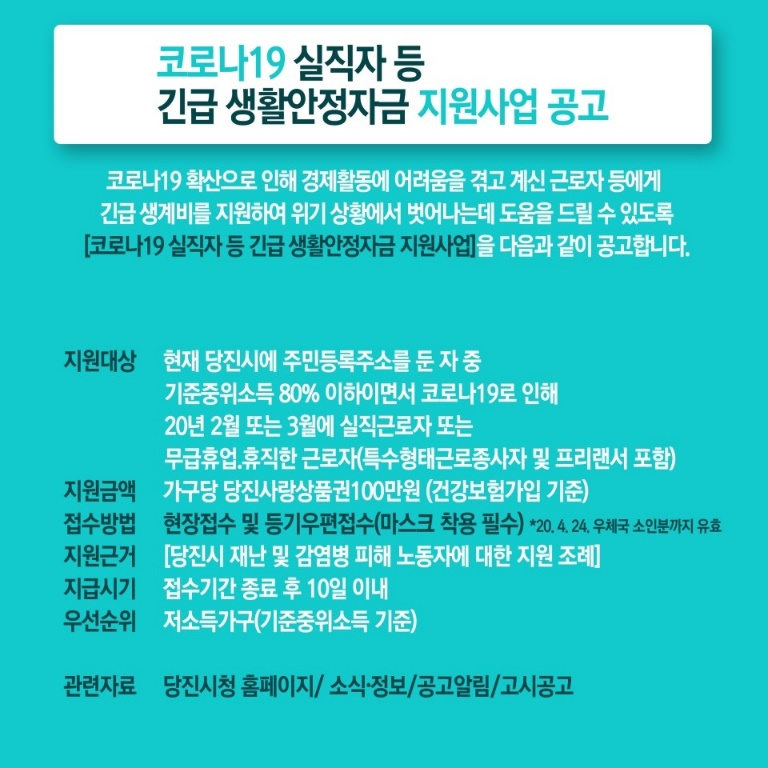 코로나19 실직자 등
긴급 생활안정자금 지원사업 공고
코로나19 확산으로 인해 경제활동에 어려움을 겪고 계신 근로자 등에게
긴급 생계비를 지원하여 위기 상황에서 벗어나는데 도움을 드릴 수 있도록
[코로나19 실직자 등 긴급 생활안정자금 지원사업]을 다음과 같이 공고합니다.
지원대상 현재 당진시에 주민등록주소를 둔 자 중
기준중위소득 80% 이하이면서 코로나19로 인해
20년 2월 또는 3월에 실직근로자 또는
무급휴업.휴직한 근로자(특수형태근로종사자 및 프리랜서 포함)
지원금액 가구당 당진사랑상품권100만원 (건강보험가입 기준)
접수방법 현장접수 및 등기우편접수(마스크 착용 필수) *20. 4. 24. 우체국 소인분까지 유효
지원근거 [당진시 재난 및 감염병 피해 노동자에 대한 지원 조례]
지급시기 접수기간 종료 후 10일 이내
우선순위 저소득가구(기준중위소득 기준)
관련자료 당진시청 홈페이지/ 소식·정보/공고알림/고시공고